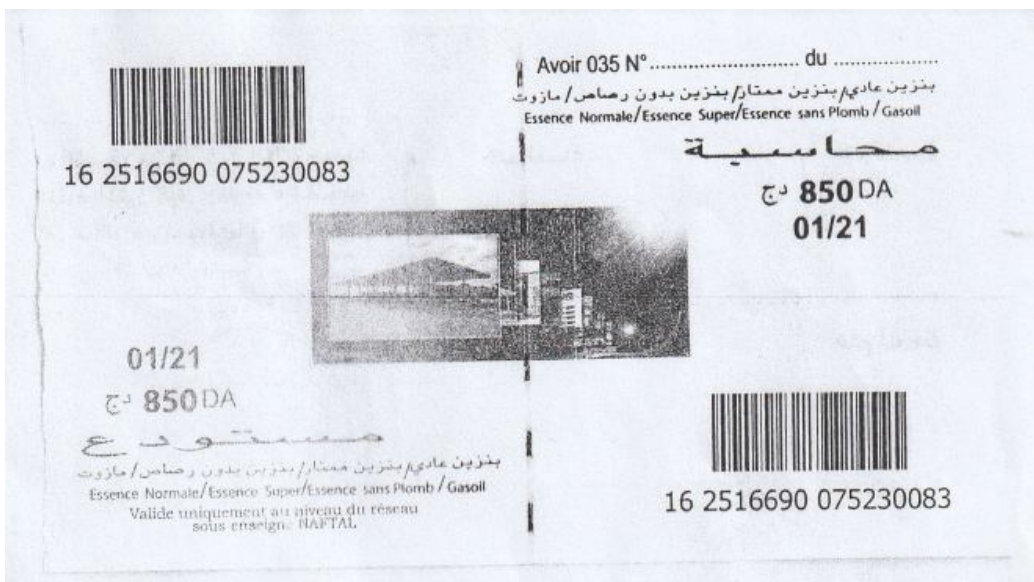 16 2516690 075230083
01/21
850 DA دج
مستودع
بنزين عادي/بنزين ممتاز/بنزين بدون رصاص/مازوت
Essence Normale/Essence Super/Essence sans Plomb / Gasoil
Valide uniquement au niveau du réseau
sous enseigne NAFTAL
Avoir 035 N° .......................... du ..................
بنزين عادي/بنزين ممتاز/بنزين بدون رصاص/مازوت
Essence Normale/Essence Super/Essence sans Plomb / Gasoil
محاسبة
850 DA دج
01/21
16 2516690 075230083